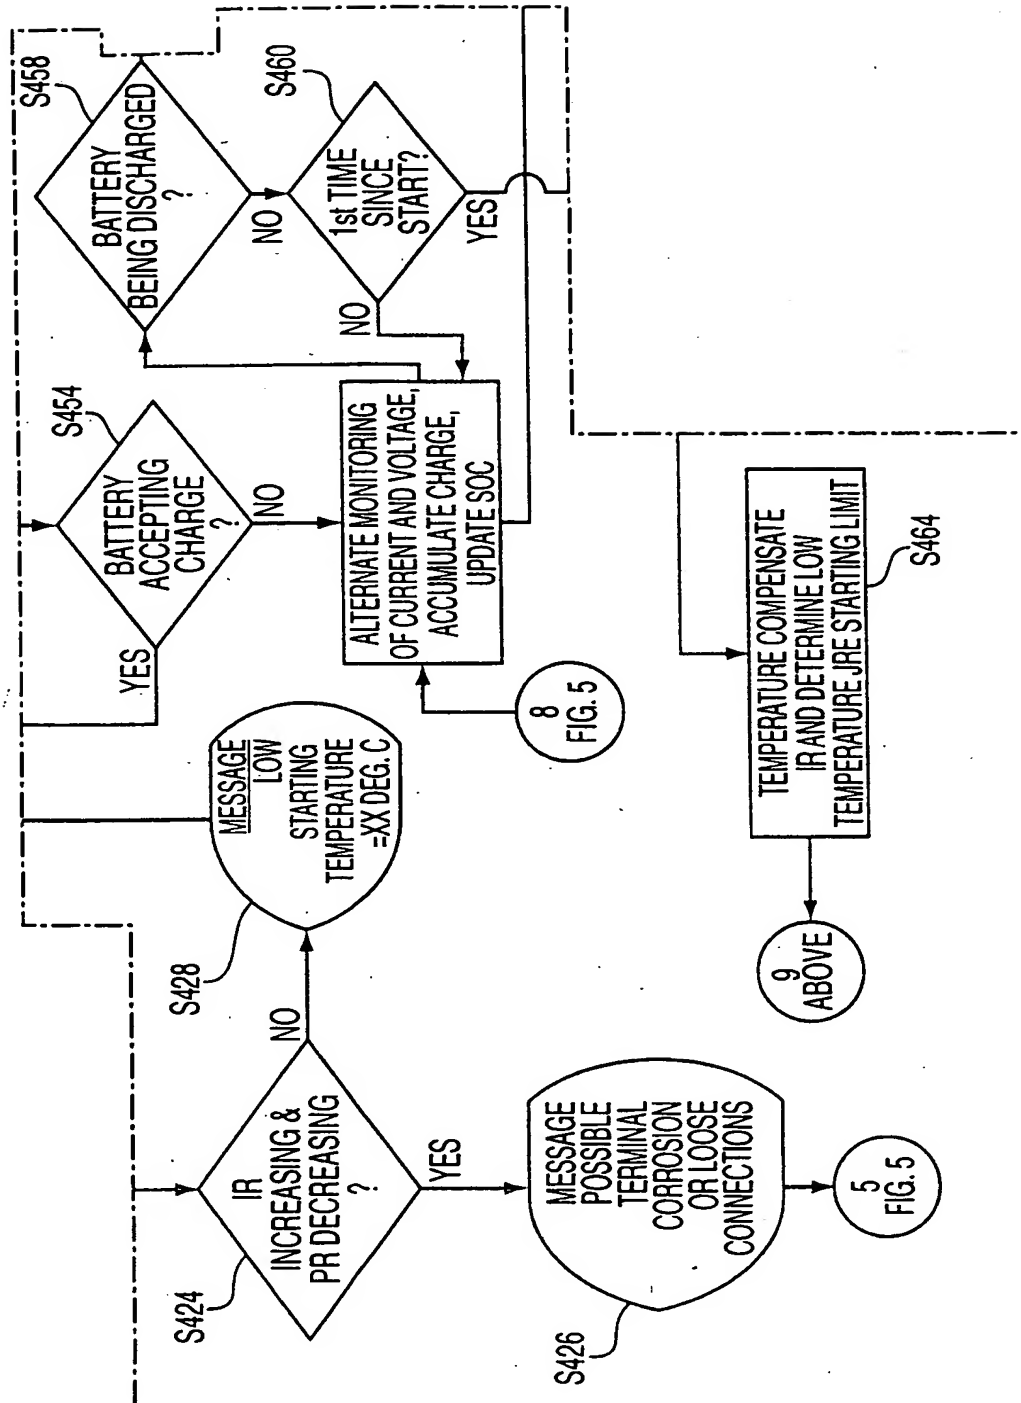 S424
IR
INCREASING &
PR DECREASING
?
NO
YES
S428
MESSAGE
LOW
STARTING
TEMPERATURE
=XX DEG. C
S426
MESSAGE
POSSIBLE
TERMINAL
CORROSION
OR LOOSE
CONNECTIONS
5
FIG. 5
S454
BATTERY
ACCEPTING
CHARGE
?
YES
NO
ALTERNATE MONITORING
OF CURRENT AND VOLTAGE,
ACCUMULATE CHARGE,
UPDATE SOC
8
FIG. 5
S458
BATTERY
BEING DISCHARGED
?
NO
S460
1st TIME
SINCE
START?
NO
YES
TEMPERATURE COMPENSATE
IR AND DETERMINE LOW
TEMPERATURE JRE STARTING LIMIT
S464
9
ABOVE